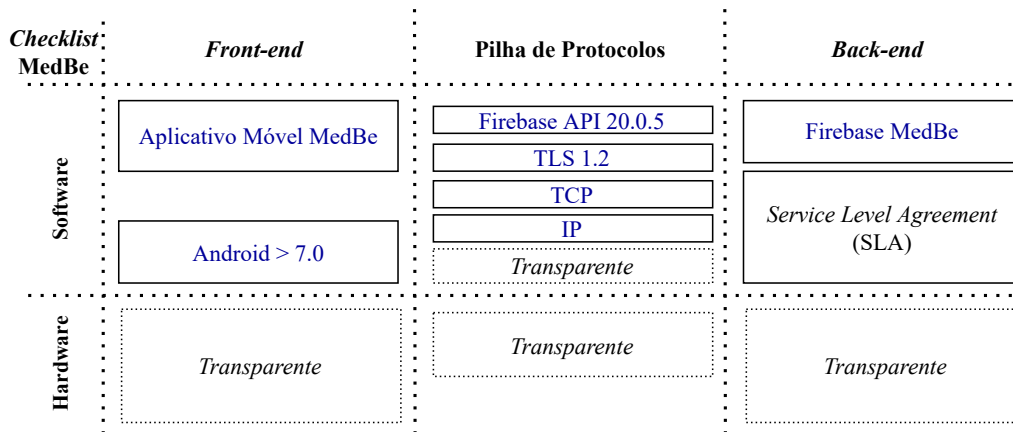 Checklist
MedBe
Front-end
Pilha de Protocolos
Back-end
Software
Aplicativo Móvel MedBe
Android > 7.0
Firebase API 20.0.5
TLS 1.2
TCP
IP
Transparente
Firebase MedBe
Service Level Agreement
(SLA)
Hardware
Transparente
Transparente
Transparente